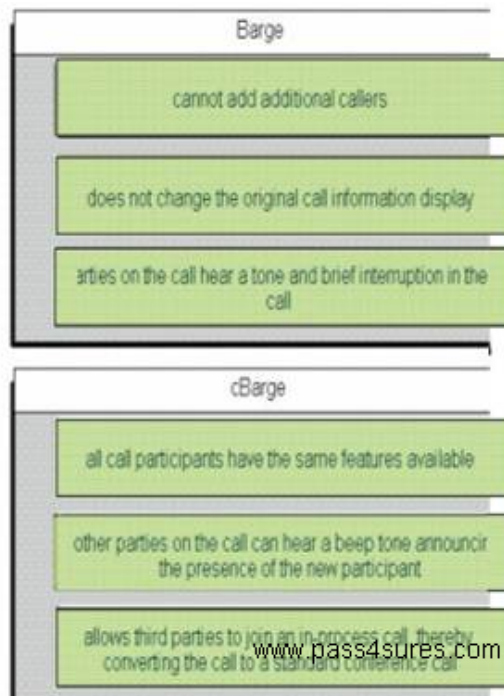 Barge
cannot add additional callers
does not change the original call information display
arties on the call hear a tone and brief interruption in the
call
cBarge
all call participants have the same features available
other parties on the call can hear a beep tone announcin
the presence of the new participant
allows third parties to join an in-process call, thereby
converting the call to a standard conference call
www.pass4sures.com